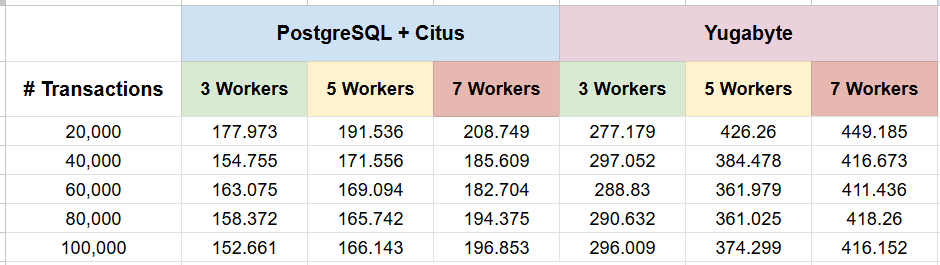 PostgreSQL + Citus Yugabyte
# Transactions 3 Workers 5 Workers 7 Workers 3 Workers 5 Workers 7 Workers
20,000 177.973 191.536 208.749 277.179 426.26 449.185
40,000 154.755 171.556 185.609 297.052 384.478 416.673
60,000 163.075 169.094 182.704 288.83 361.979 411.436
80,000 158.372 165.742 194.375 290.632 361.025 418.26
100,000 152.661 166.143 196.853 296.009 374.299 416.152